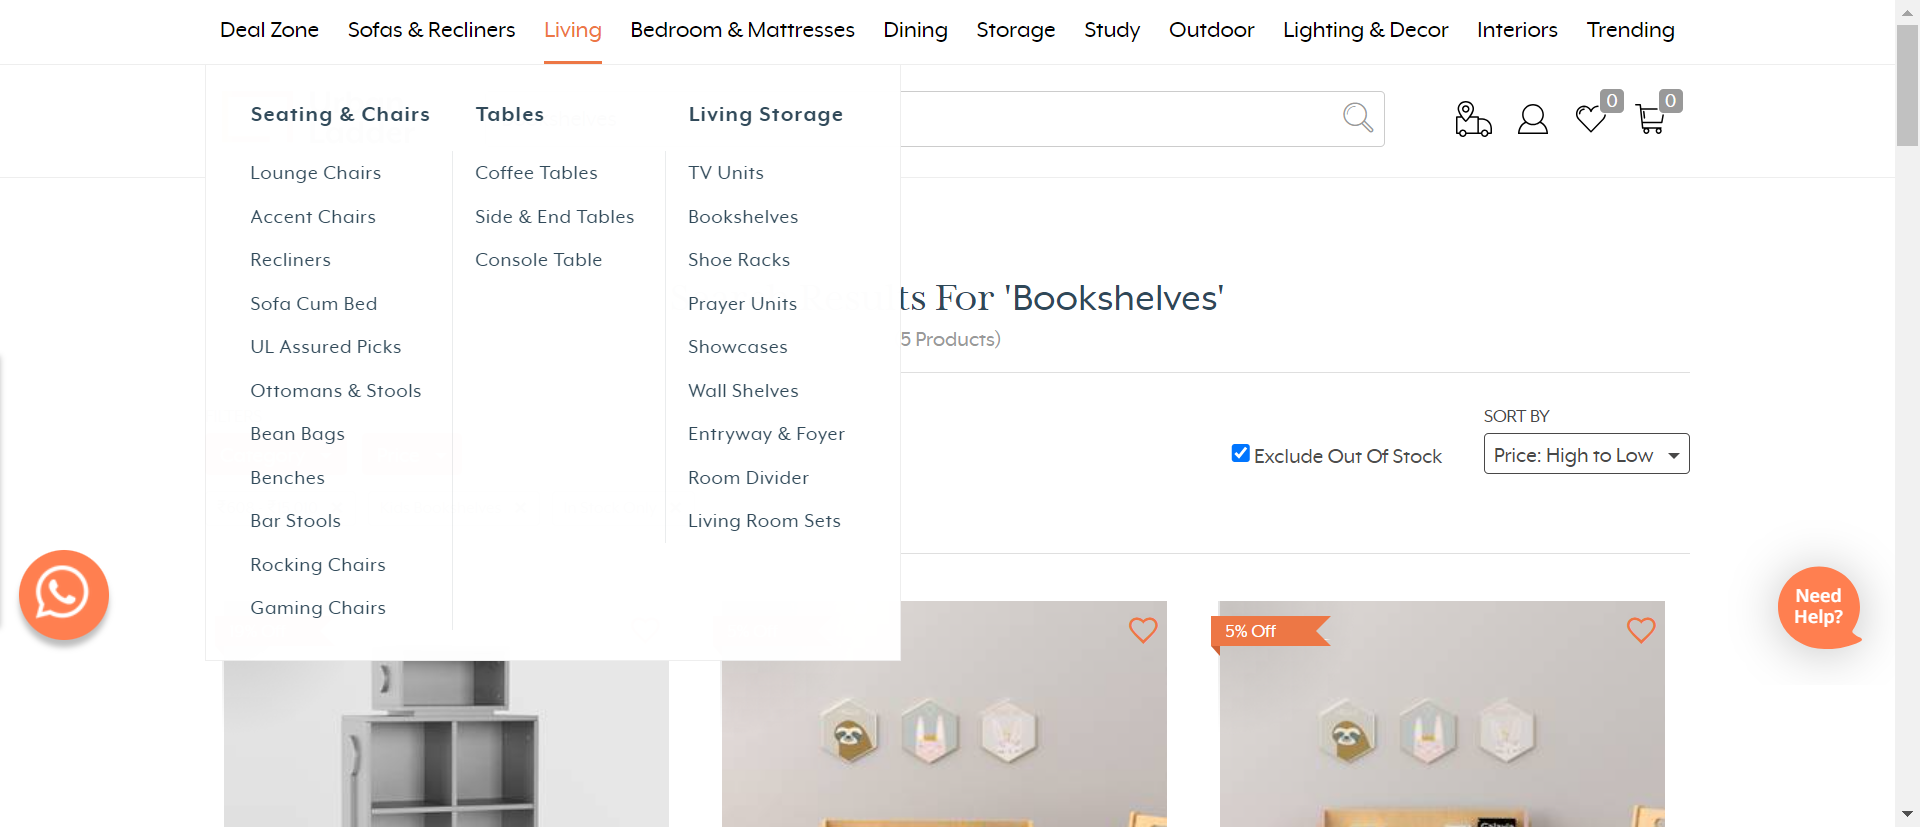 Deal Zone Sofas & Recliners Living Bedroom & Mattresses Dining Storage Study Outdoor Lighting & Decor Interiors Trending
Seating & Chairs
Lounge Chairs
Accent Chairs
Recliners
Sofa Cum Bed
UL Assured Picks
Ottomans & Stools
Bean Bags
Benches
Bar Stools
Rocking Chairs
Gaming Chairs
Tables
Coffee Tables
Side & End Tables
Console Table
Living Storage
TV Units
Bookshelves
Shoe Racks
Prayer Units
Showcases
Wall Shelves
Entryway & Foyer
Room Divider
Living Room Sets
0
0
ts For 'Bookshelves'
5 Products)
SORT BY
Exclude Out Of Stock
Price: High to Low
5% Off
Need
Help?